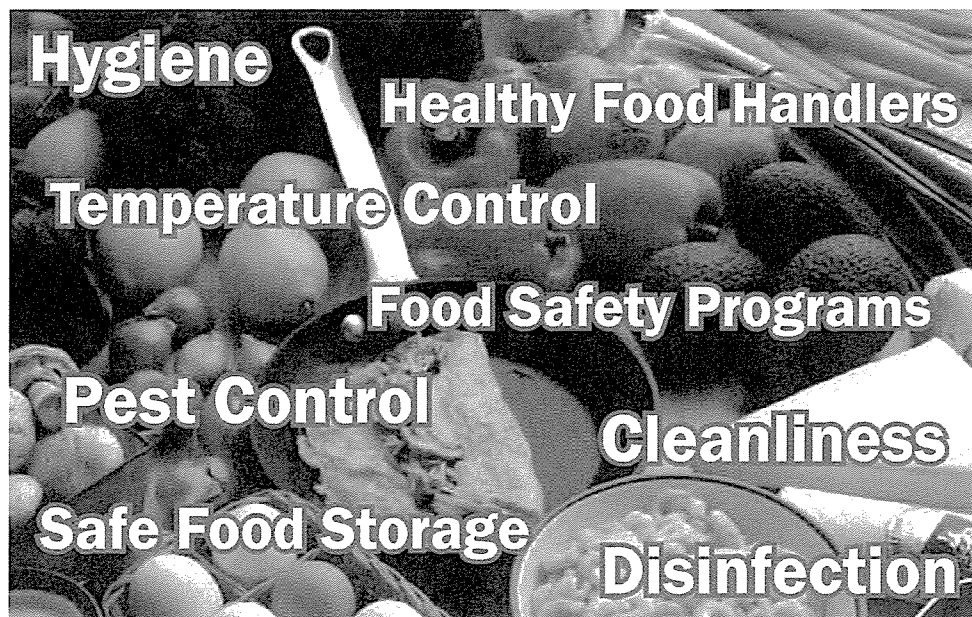 Hygiene
Healthy Food Handlers
Temperature Control
Food Safety Programs
Pest Control
Cleanliness
Safe Food Storage
Disinfection